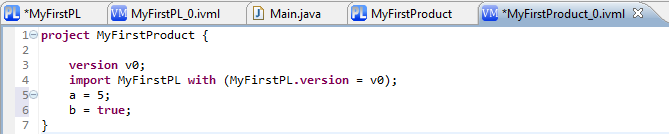 *MyFirstPL MyFirstPL_0.ivml Main.java MyFirstProduct *MyFirstProduct_0.ivml
1 project MyFirstProduct {
2
3 version v0;
4 import MyFirstPL with (MyFirstPL.version = v0);
5 a = 5;
6 b = true;
7 }